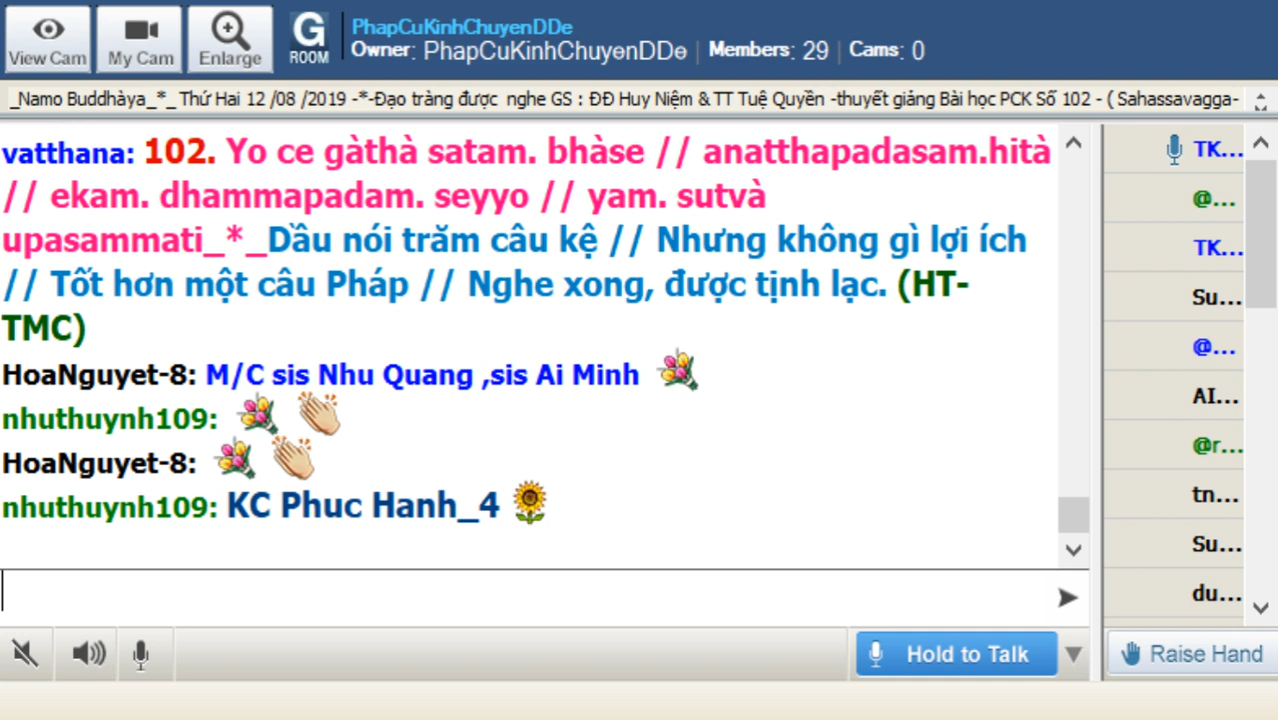 View Cam
My Cam
Enlarge
G
ROOM
PhapCuKinhChuyenDDe
Owner: PhapCuKinhChuyenDDe | Members: 29 | Cams: 0
_Namo Buddhàya_*_ Thứ Hai 12 /08 /2019 -*-Đạo tràng được nghe GS : ĐĐ Huy Niệm & TT Tuệ Quyền -thuyết giảng Bài học PCK Số 102 - ( Sahassavagga-
vatthana: 102. Yo ce gàthà satam. bhàse // anatthapadasam.hità
// ekam. dhammapadam. seyyo // yam. sutvà
upasammati_*_Dầu nói trăm câu kệ // Nhưng không gì lợi ích
// Tốt hơn một câu Pháp // Nghe xong, được tịnh lạc. (HT-
TMC)
HoaNguyet-8: M/C sis Nhu Quang ,sis Ai Minh
nhuthuynh109:
HoaNguyet-8:
nhuthuynh109: KC Phuc Hanh_4
TK...
@...
TK...
Su...
@...
AI...
@r...
tn...
Su...
du...
Hold to Talk
Raise Hand